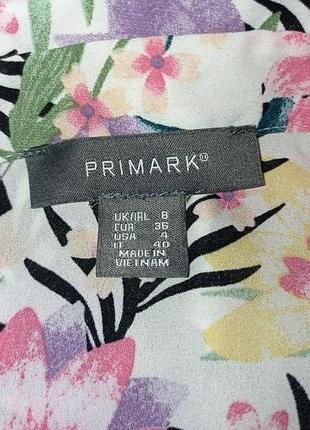 PRIMARK
UK/IRL 8
EUR 36
USA 4
IT 40
MADE IN
VIETNAM